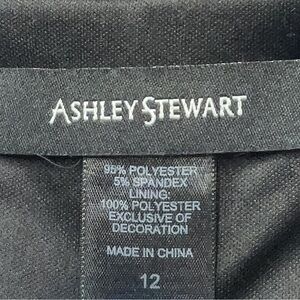 ASHLEY STEWART
95% POLYESTER
5% SPANDEX
LINING:
100% POLYESTER
EXCLUSIVE OF
DECORATION
MADE IN CHINA
12